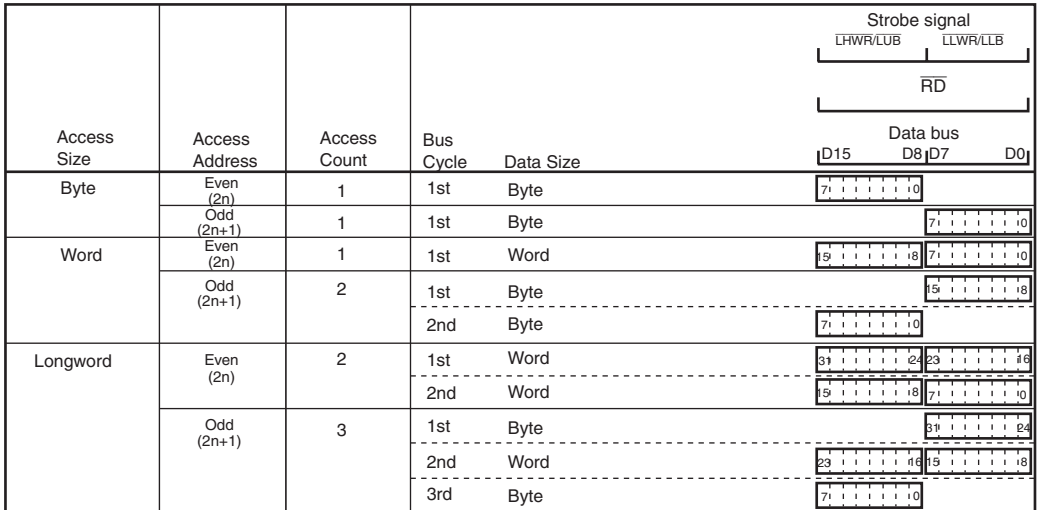 Strobe signal
LHWR/LUB LLWR/LLB
RD
Access Size Access Address Access Count Bus Cycle Data Size Data bus
D15 D8 D7 D0
Byte Even (2n) 1 1st Byte 7 0
Odd (2n+1) 1 1st Byte 7 0
Word Even (2n) 1 1st Word 15 8 7 0
Odd (2n+1) 2 1st Byte 15 8
2nd Byte 7 0
Longword Even (2n) 2 1st Word 31 24 23 16
2nd Word 15 8 7 0
Odd (2n+1) 3 1st Byte 31 24
2nd Word 23 16 15 8
3rd Byte 7 0